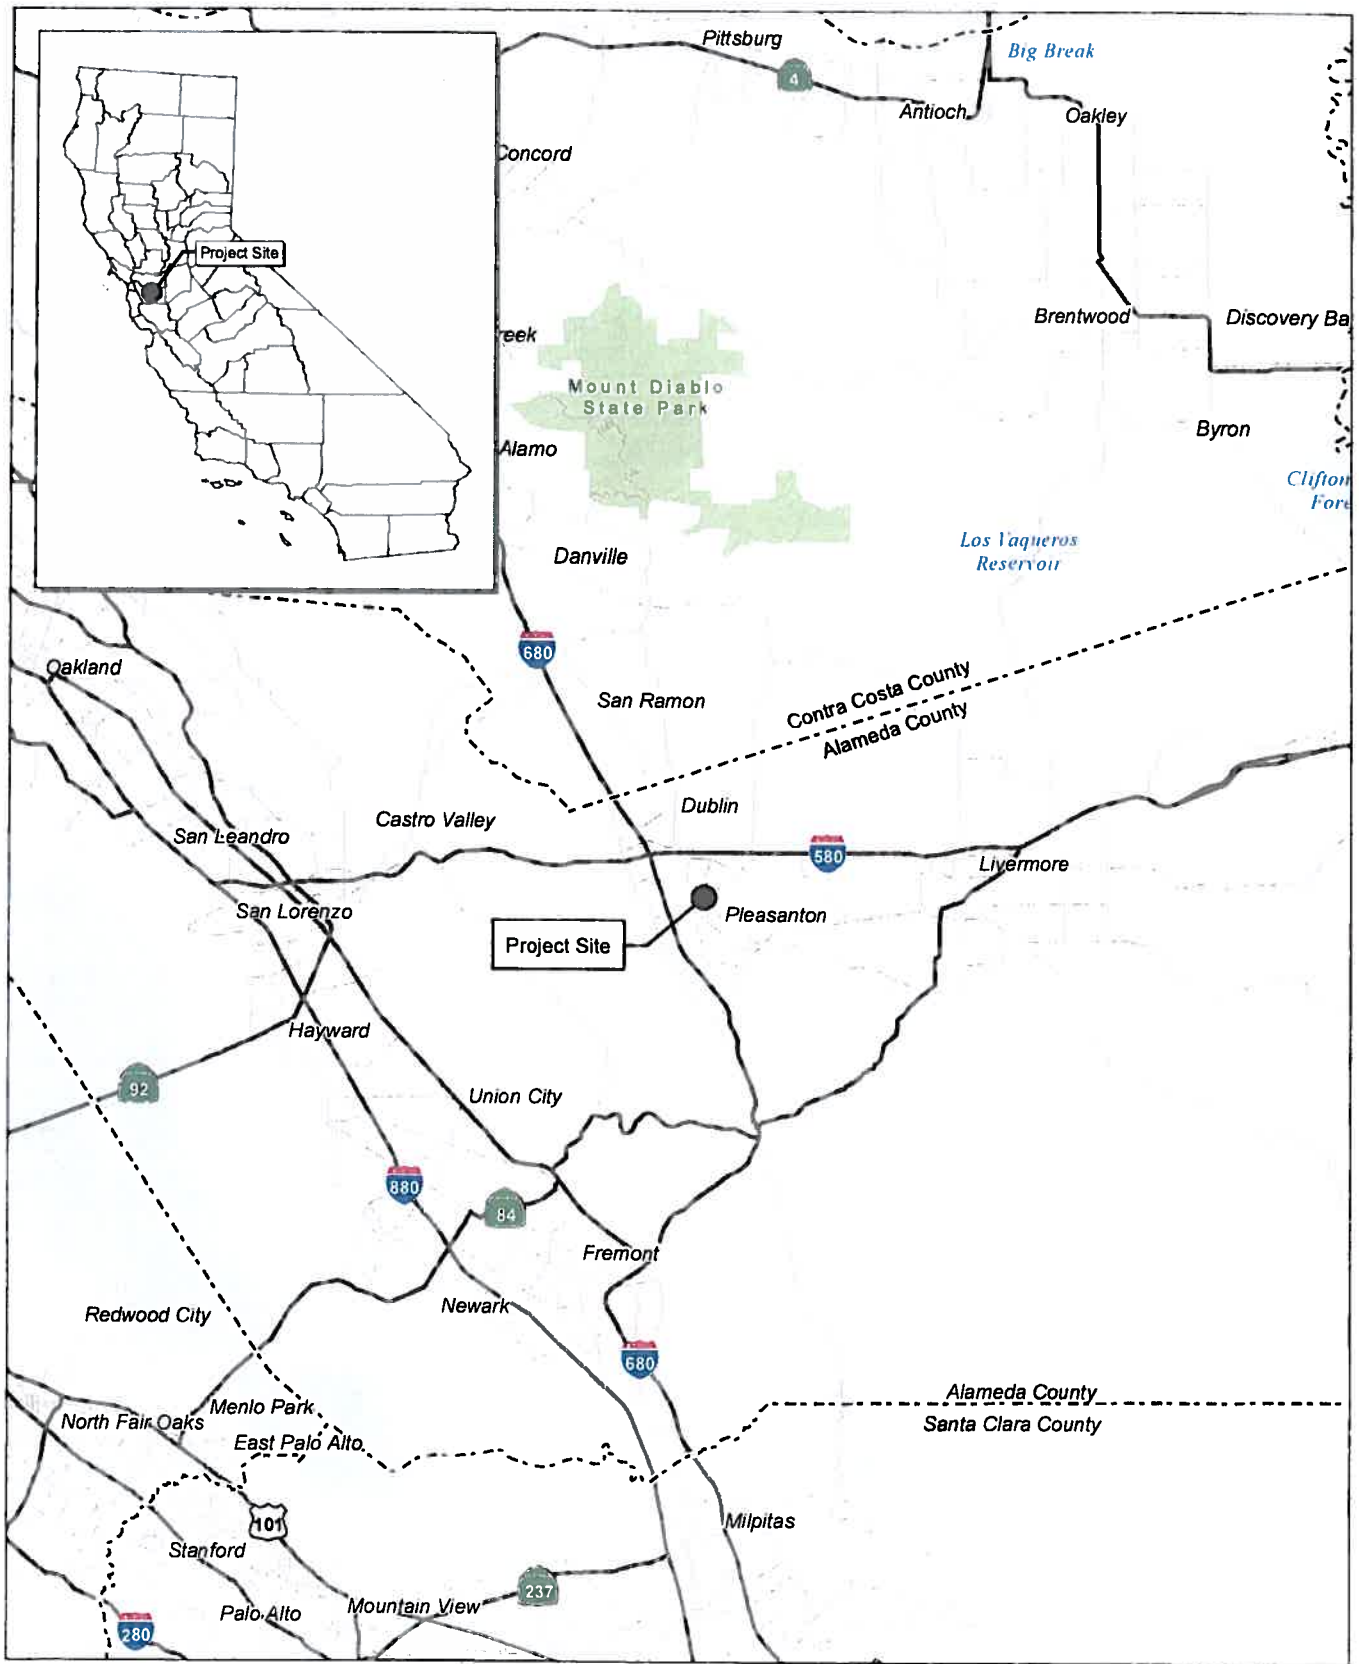 Pittsburg
Big Break
4
Antioch
Oakley
Concord
Project Site
Brentwood
Discovery Ba
reek
Mount Diablo
State Park
Byron
Alamo
Clifton
Fore
Los Vaqueros
Reservoir
Danville
680
Oakland
San Ramon
Contra Costa County
Alameda County
Dublin
Castro Valley
San Leandro
580
Livermore
San Lorenzo
Pleasanton
Project Site
Hayward
92
Union City
880
84
Fremont
Newark
Redwood City
680
Alameda County
Santa Clara County
Menlo Park
North Fair Oaks
East Palo Alto
101
Milpitas
Stanford
237
Mountain View
Palo Alto
280